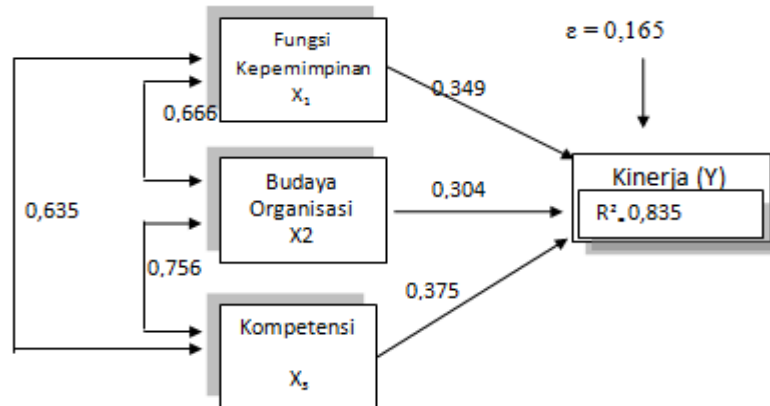 Fungsi
Kepemimpinan
X₁
ε = 0,165
0,666
0,349
Budaya
Organisasi
X2
0,304
Kinerja (Y)
R²= 0,835
0,635
0,756
0,375
Kompetensi
X₃